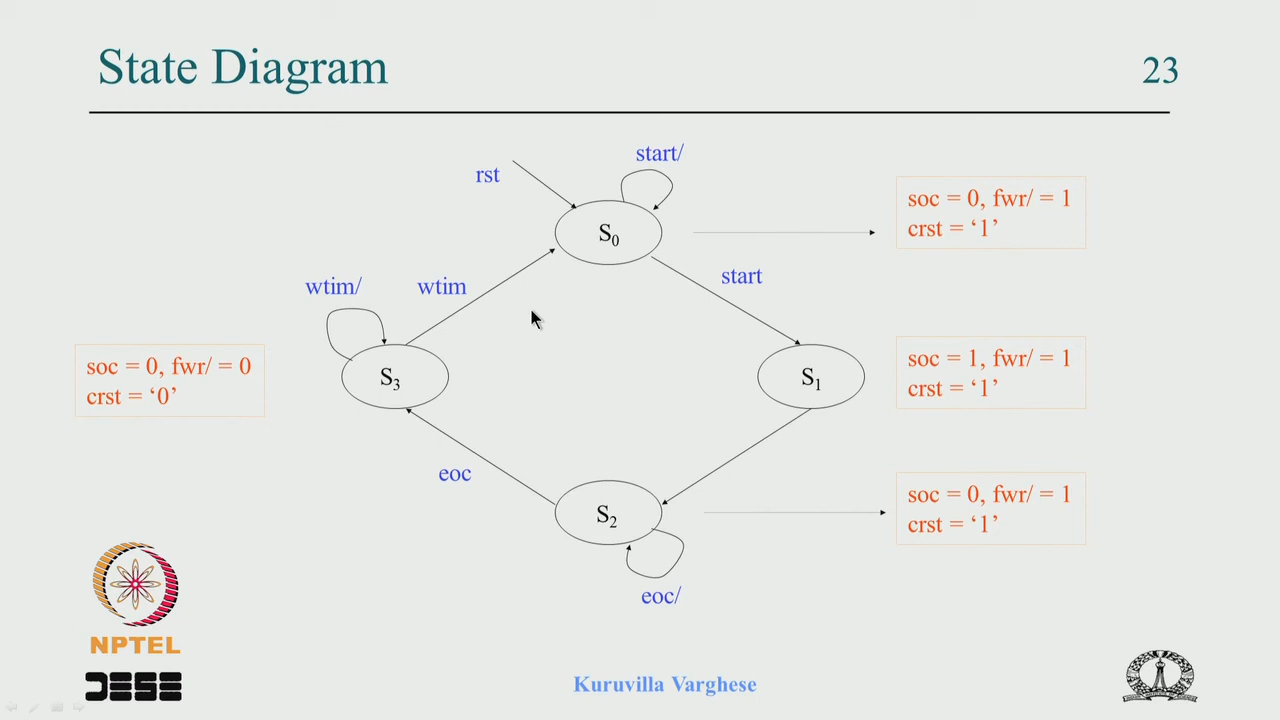 State Diagram
23
start/
rst
S0
soc = 0, fwr/ = 1
crst = ‘1’
start
wtim/
wtim
soc = 0, fwr/ = 0
crst = ‘0’
S3
S1
soc = 1, fwr/ = 1
crst = ‘1’
eoc
S2
soc = 0, fwr/ = 1
crst = ‘1’
eoc/
NPTEL
DESE
Kuruvilla Varghese